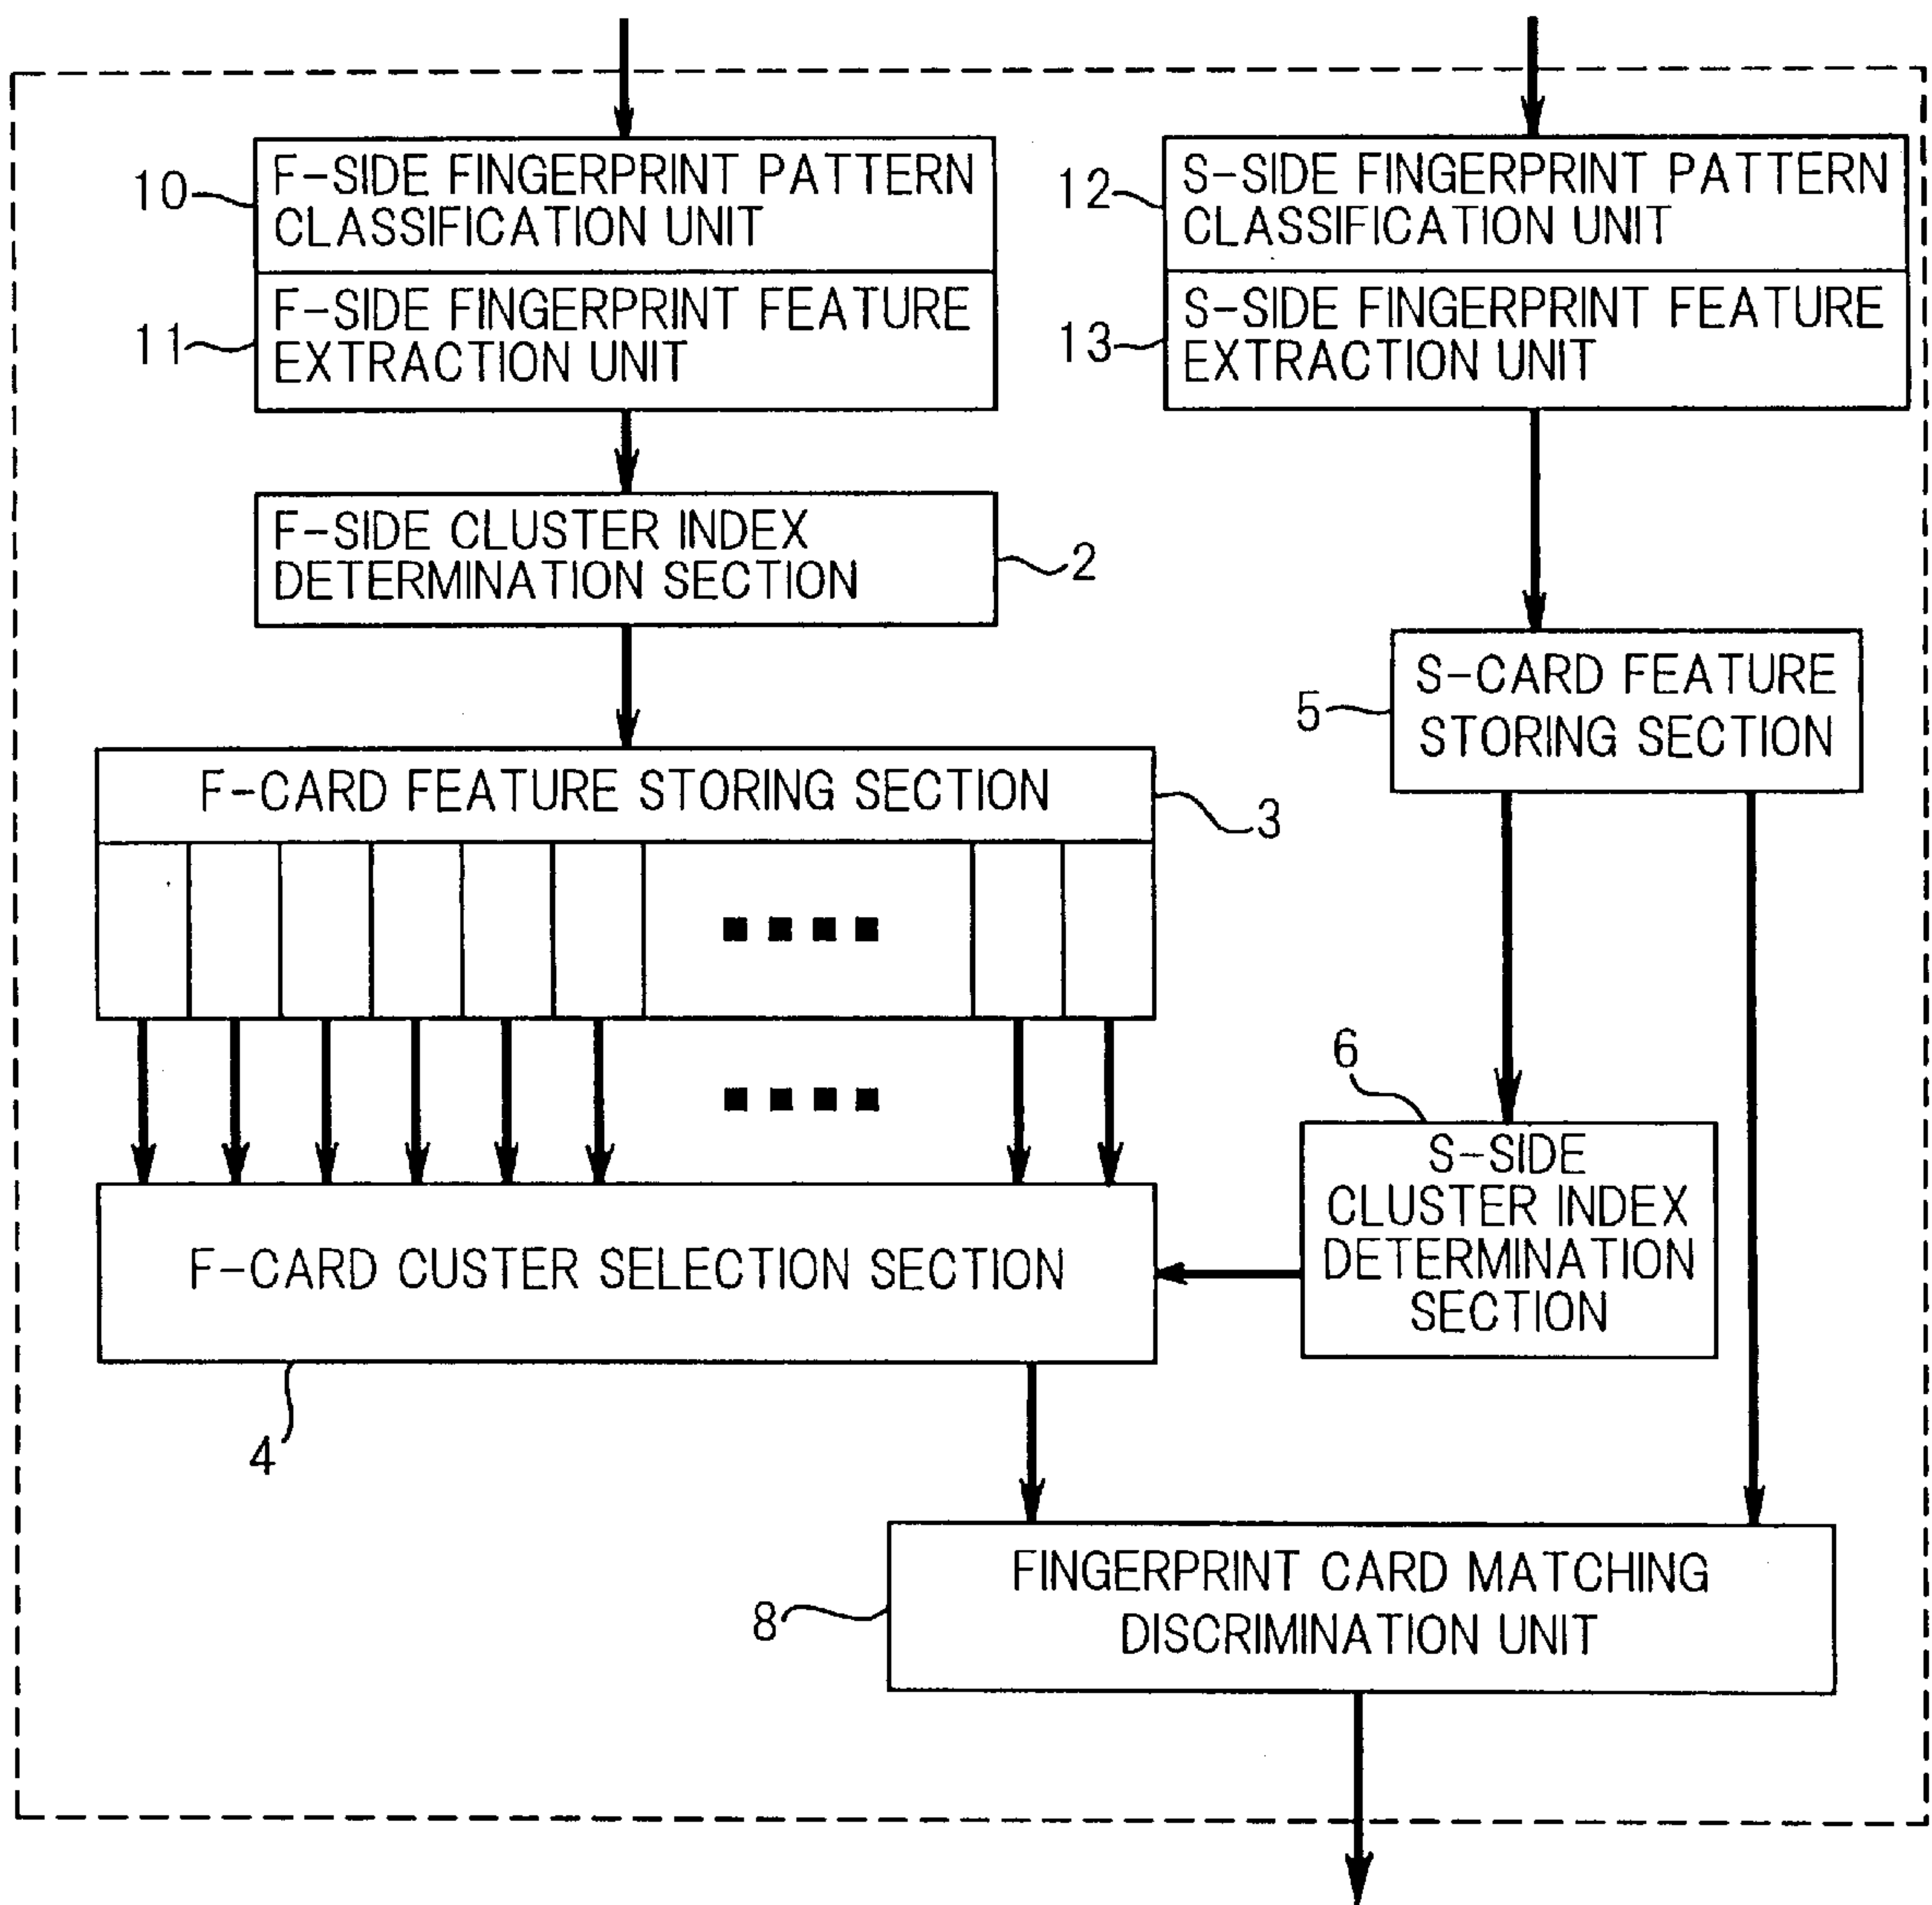 10
F-SIDE FINGERPRINT PATTERN
CLASSIFICATION UNIT
11
F-SIDE FINGERPRINT FEATURE
EXTRACTION UNIT
12
S-SIDE FINGERPRINT PATTERN
CLASSIFICATION UNIT
13
S-SIDE FINGERPRINT FEATURE
EXTRACTION UNIT
F-SIDE CLUSTER INDEX
DETERMINATION SECTION
2
5
S-CARD FEATURE
STORING SECTION
F-CARD FEATURE STORING SECTION
3
6
S-SIDE
CLUSTER INDEX
DETERMINATION
SECTION
F-CARD CUSTER SELECTION SECTION
4
8
FINGERPRINT CARD MATCHING
DISCRIMINATION UNIT